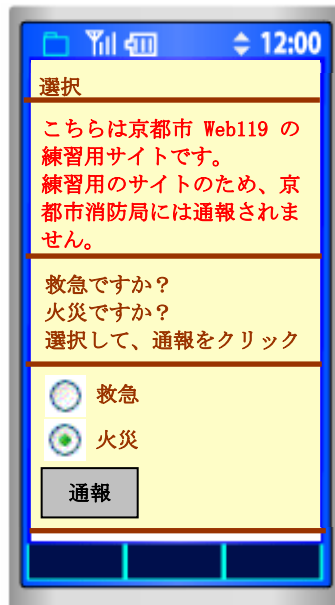 12:00
選択
こちらは京都市 Web119 の
練習用サイトです。
練習用のサイトのため、京
都市消防局には通報されま
せん。
救急ですか？
火災ですか？
選択して、通報をクリック
救急
火災
通報